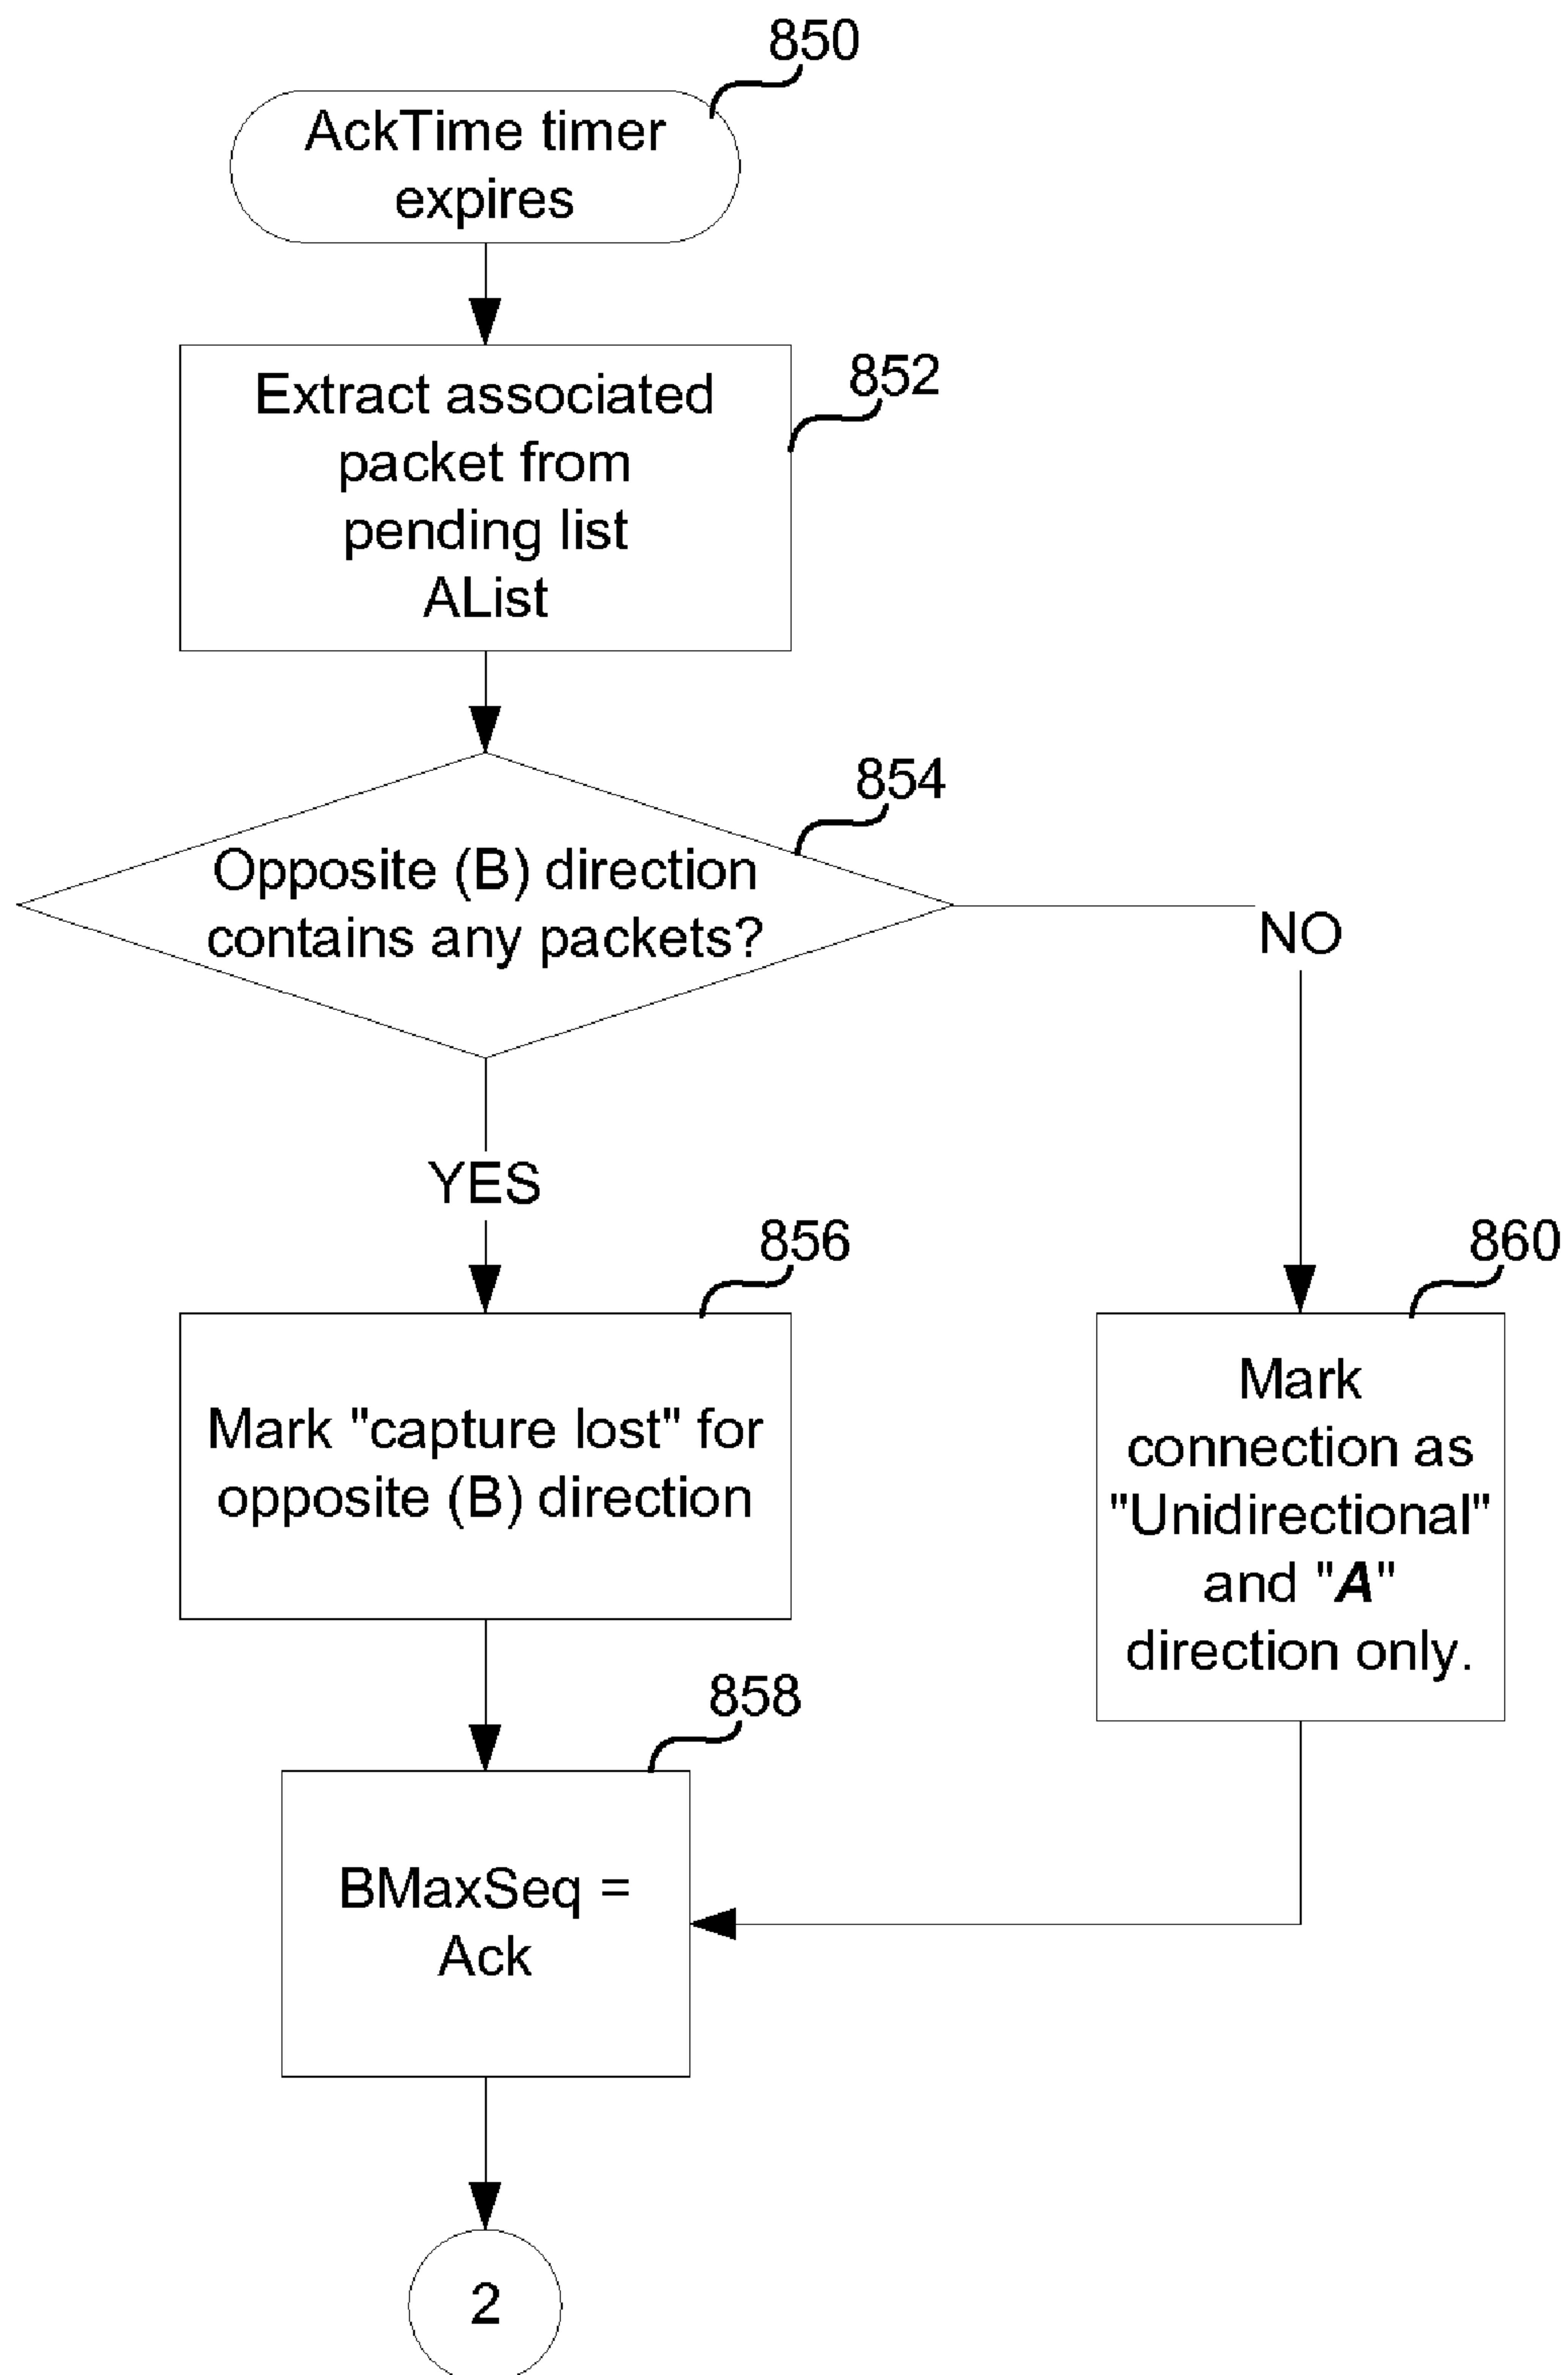 850
AckTime timer
expires
852
Extract associated
packet from
pending list
AList
854
Opposite (B) direction
contains any packets?
NO
YES
856
Mark "capture lost" for
opposite (B) direction
860
Mark
connection as
"Unidirectional"
and "A"
direction only.
858
BMaxSeq =
Ack
2